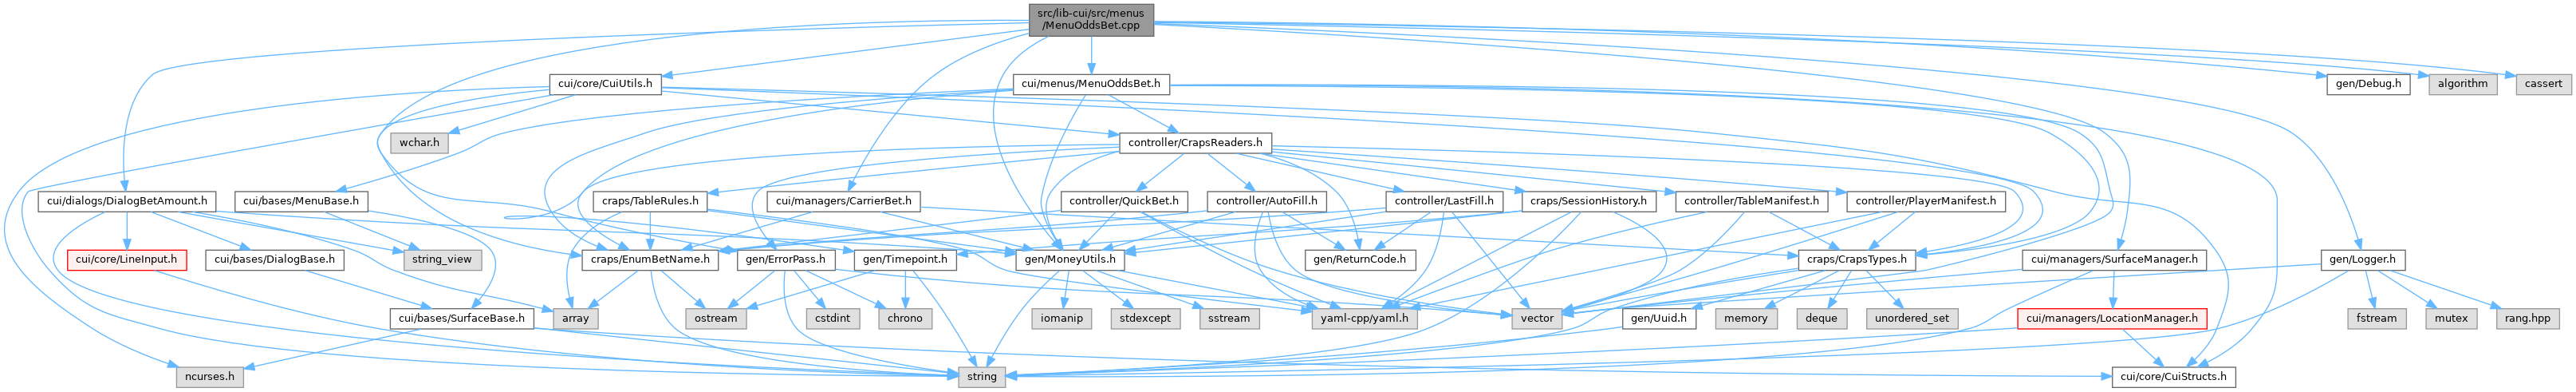 src/lib-cui/src/menus
/MenuOddsBet.cpp
cui/core/CuiUtils.h
cui/menus/MenuOddsBet.h
gen/Debug.h
algorithm
cassert
wchar.h
controller/CrapsReaders.h
cui/dialogs/DialogBetAmount.h
cui/bases/MenuBase.h
craps/TableRules.h
cui/managers/CarrierBet.h
controller/QuickBet.h
controller/AutoFill.h
controller/LastFill.h
craps/SessionHistory.h
controller/TableManifest.h
controller/PlayerManifest.h
cui/core/LineInput.h
cui/bases/DialogBase.h
string_view
craps/EnumBetName.h
gen/ErrorPass.h
gen/Timepoint.h
gen/MoneyUtils.h
gen/ReturnCode.h
craps/CrapsTypes.h
cui/managers/SurfaceManager.h
gen/Logger.h
cui/bases/SurfaceBase.h
array
ostream
cstdint
chrono
iomanip
stdexcept
sstream
yaml-cpp/yaml.h
vector
gen/Uuid.h
memory
deque
unordered_set
cui/managers/LocationManager.h
fstream
mutex
rang.hpp
ncurses.h
string
cui/core/CuiStructs.h